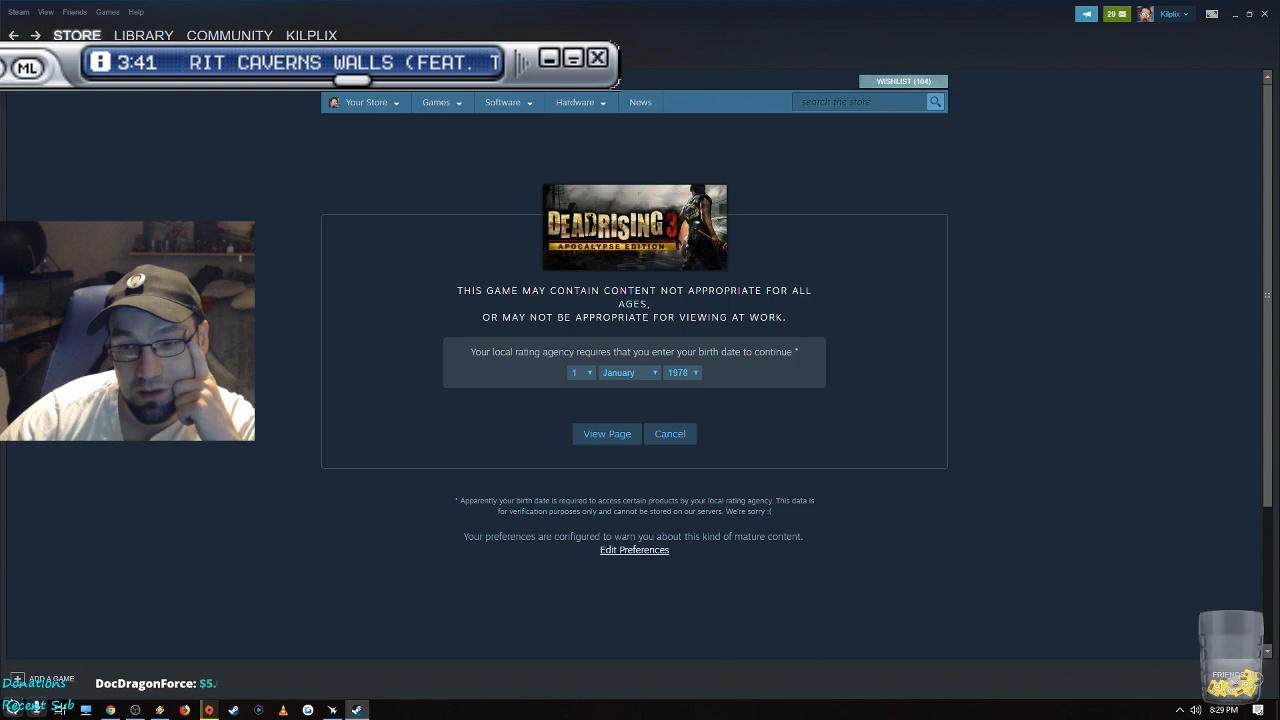 Steam View Friends Games Help
29 Kilplix
STORE LIBRARY COMMUNITY KILPLIX
ML 3:41 RIT CAVERNS WALLS (FEAT. T
WISHLIST (104)
Your Store Games Software Hardware News search the store
DEADRISING 3
APOCALYPSE EDITION
THIS GAME MAY CONTAIN CONTENT NOT APPROPRIATE FOR ALL
AGES,
OR MAY NOT BE APPROPRIATE FOR VIEWING AT WORK.
Your local rating agency requires that you enter your birth date to continue *
1 January 1978
View Page Cancel
* Apparently your birth date is required to access certain products by your local rating agency. This data is
for verification purposes only and cannot be stored on our servers. We're sorry :(
Your preferences are configured to warn you about this kind of mature content.
Edit Preferences
ADD A GAME
FRIENDS
Donations DocDragonForce: $5.
Recent Sub
8:29 PM